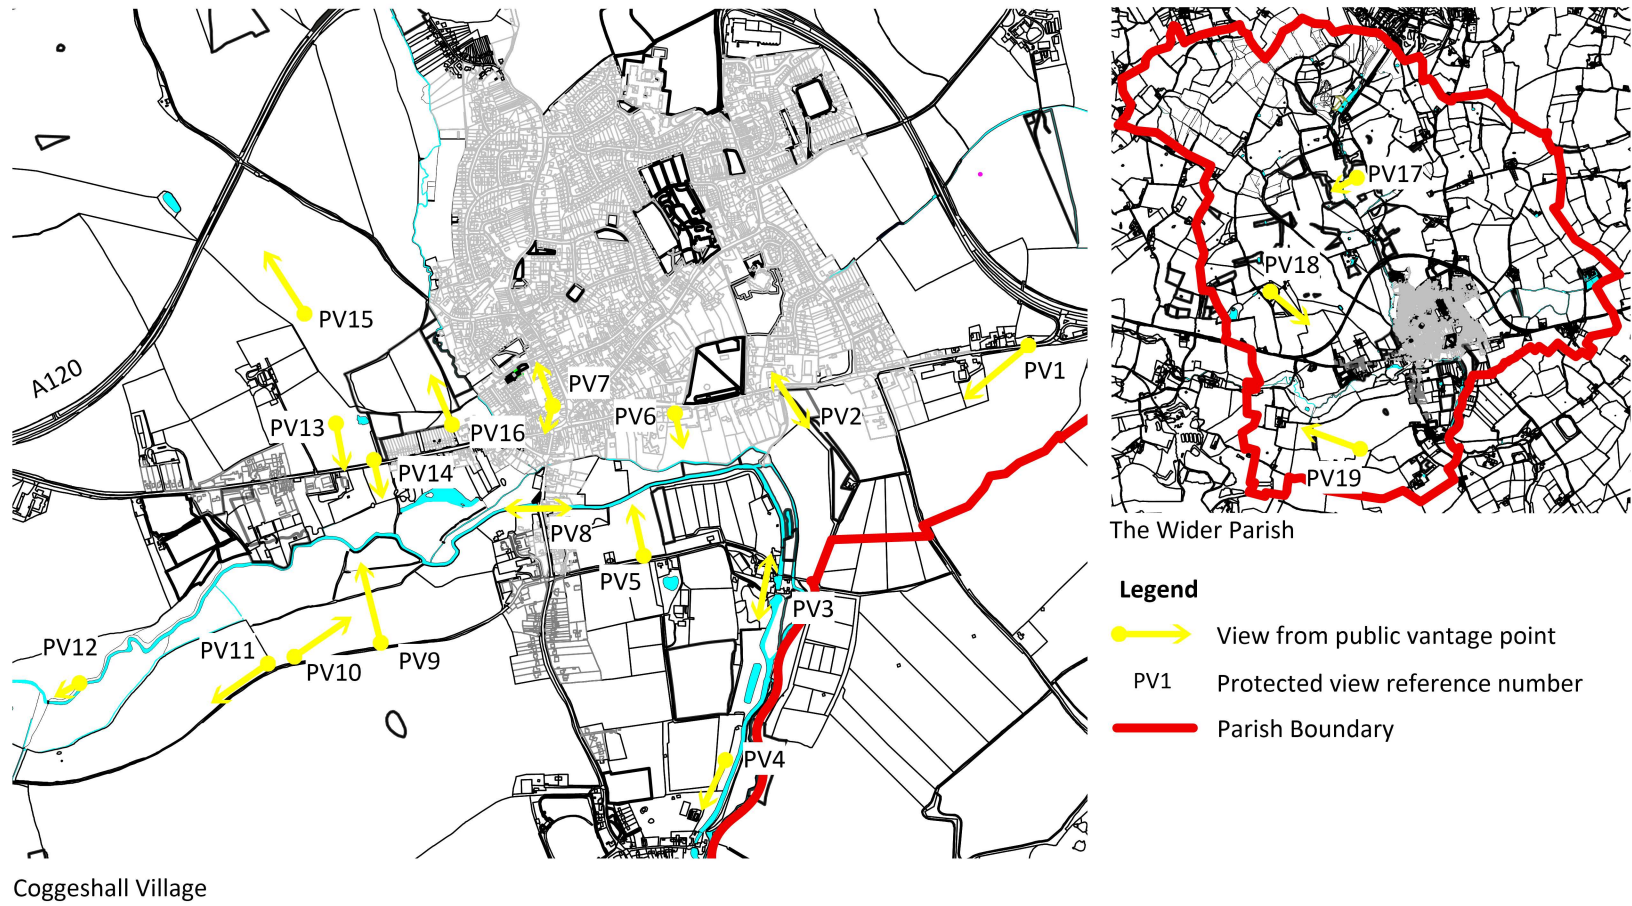 PV15
A120
PV7
PV1
PV13
PV16
PV6
PV2
PV14
PV8
PV5
PV3
PV12
PV11
PV10
PV9
PV4
Coggeshall Village
PV17
PV18
PV19
The Wider Parish
Legend
View from public vantage point
PV1 Protected view reference number
Parish Boundary